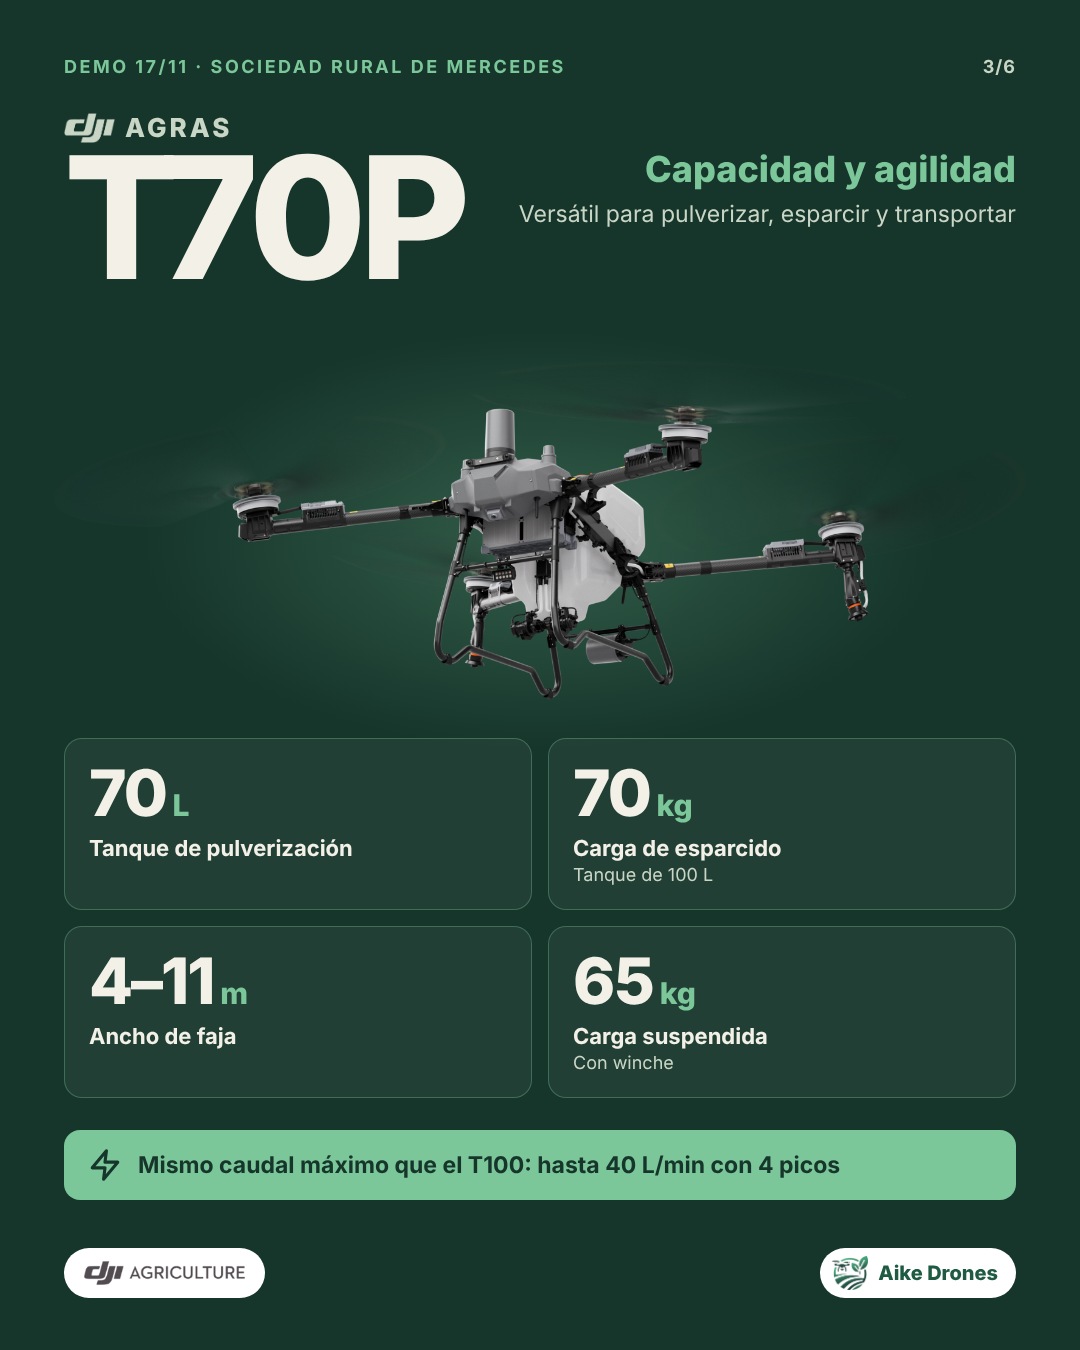 DEMO 17/11 · SOCIEDAD RURAL DE MERCEDES
3/6
dji AGRAS
T70P
Capacidad y agilidad
Versátil para pulverizar, esparcir y transportar
70 L
Tanque de pulverización
70 kg
Carga de esparcido
Tanque de 100 L
4–11 m
Ancho de faja
65 kg
Carga suspendida
Con winche
Mismo caudal máximo que el T100: hasta 40 L/min con 4 picos
dji AGRICULTURE
Aike Drones